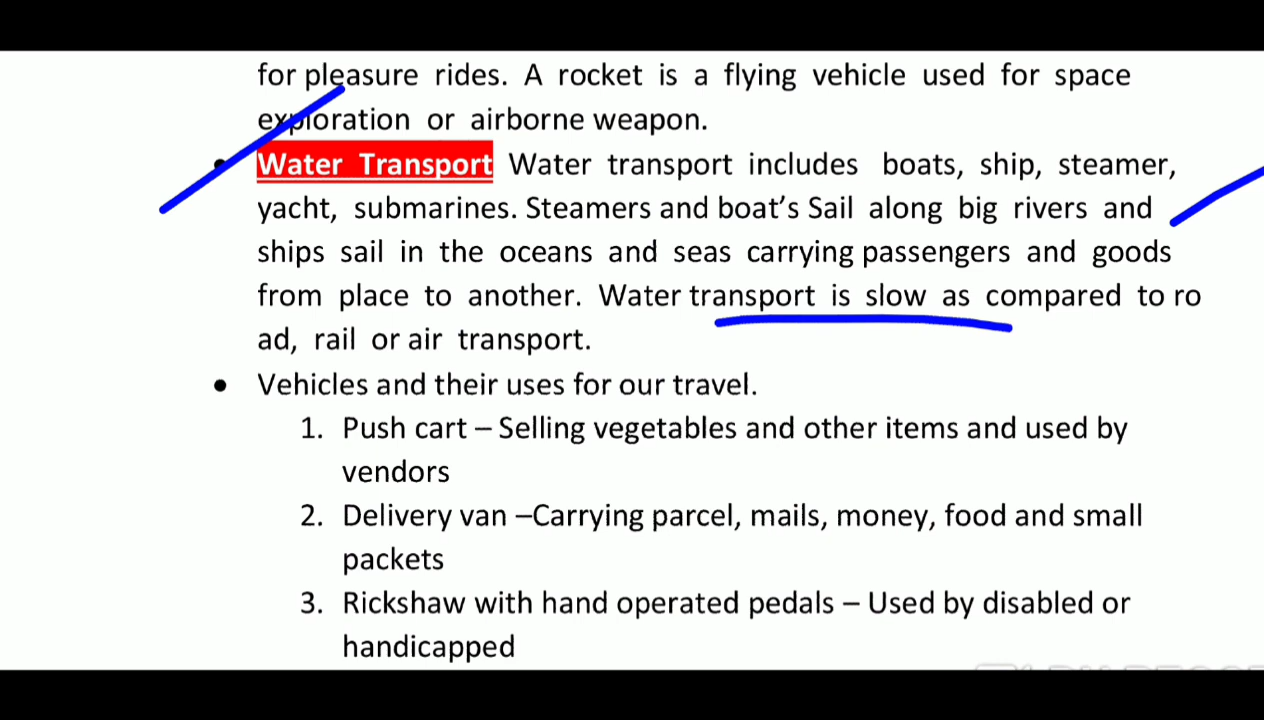 for pleasure rides. A rocket is a flying vehicle used for space
exploration or airborne weapon.
• Water Transport Water transport includes boats, ship, steamer,
yacht, submarines. Steamers and boat’s Sail along big rivers and
ships sail in the oceans and seas carrying passengers and goods
from place to another. Water transport is slow as compared to ro
ad, rail or air transport.
• Vehicles and their uses for our travel.
1. Push cart – Selling vegetables and other items and used by
vendors
2. Delivery van –Carrying parcel, mails, money, food and small
packets
3. Rickshaw with hand operated pedals – Used by disabled or
handicapped